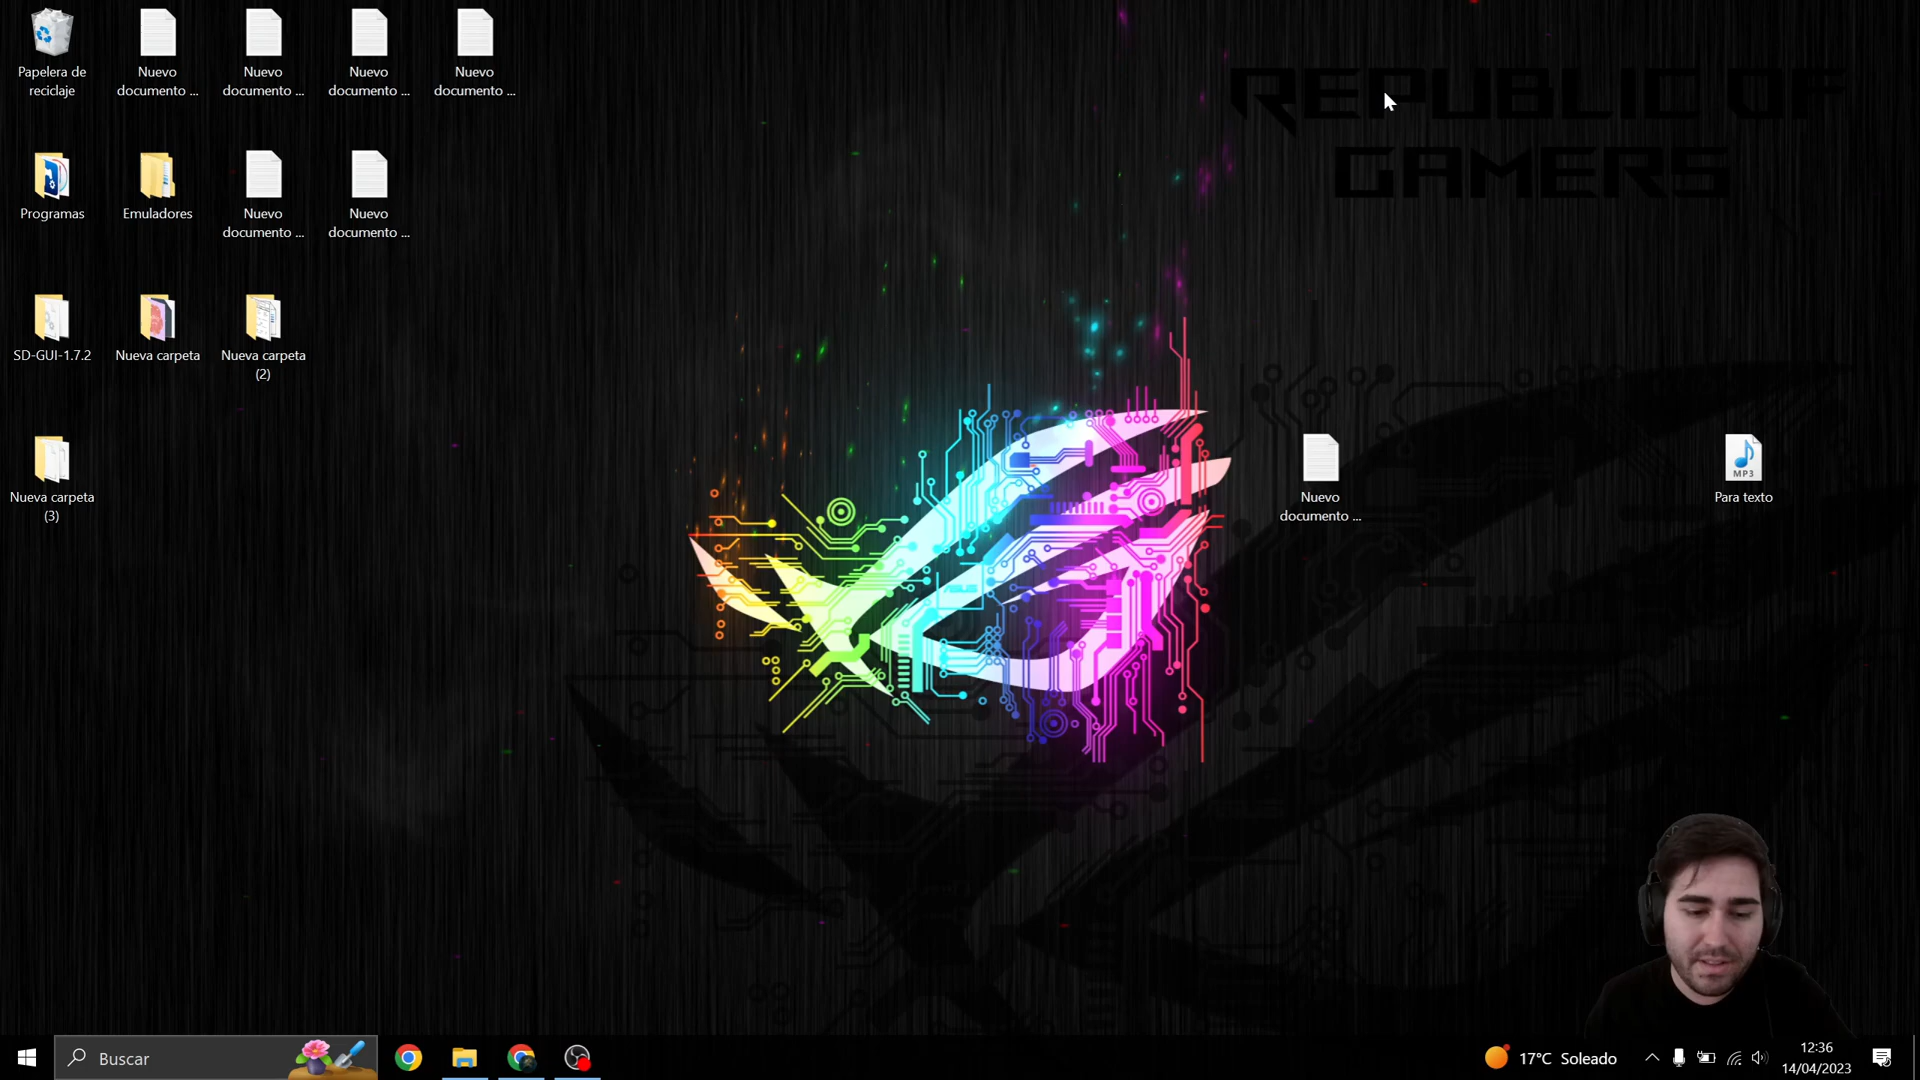 REPUBLIC OF
GAMERS
Papelera de
reciclaje
Nuevo
documento ...
Nuevo
documento ...
Nuevo
documento ...
Nuevo
documento ...
Programas
Emuladores
Nuevo
documento ...
Nuevo
documento ...
SD-GUI-1.7.2
Nueva carpeta
Nueva carpeta
(2)
Nueva carpeta
(3)
Nuevo
documento ...
MP3
Para texto
Buscar
17°C Soleado
12:36
14/04/2023